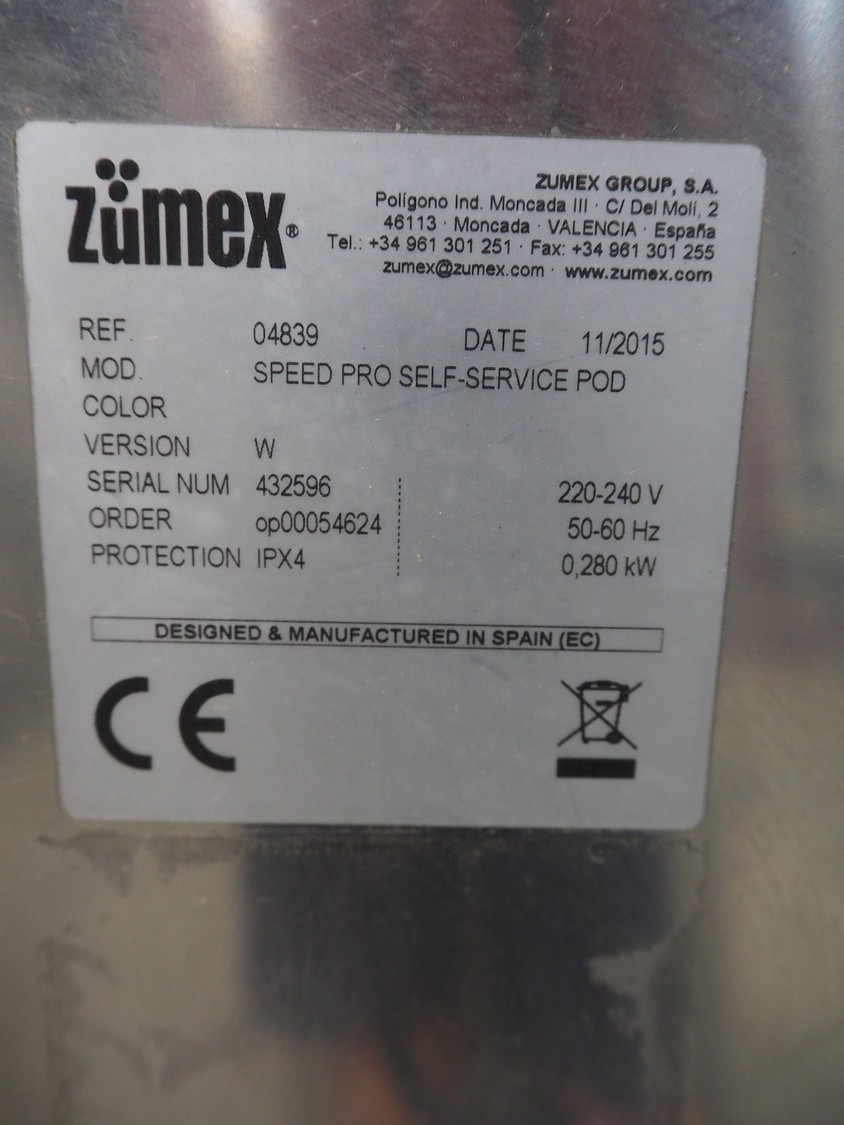 zümex®
ZUMEX GROUP, S.A.
Polígono Ind. Moncada III · C/ Del Molí, 2
46113 · Moncada · VALENCIA · España
Tel.: +34 961 301 251 · Fax: +34 961 301 255
zumex@zumex.com · www.zumex.com
REF. 04839 DATE 11/2015
MOD. SPEED PRO SELF-SERVICE POD
COLOR
VERSION W
SERIAL NUM 432596 220-240 V
ORDER op00054624 50-60 Hz
PROTECTION IPX4 0,280 kW
DESIGNED & MANUFACTURED IN SPAIN (EC)
CE